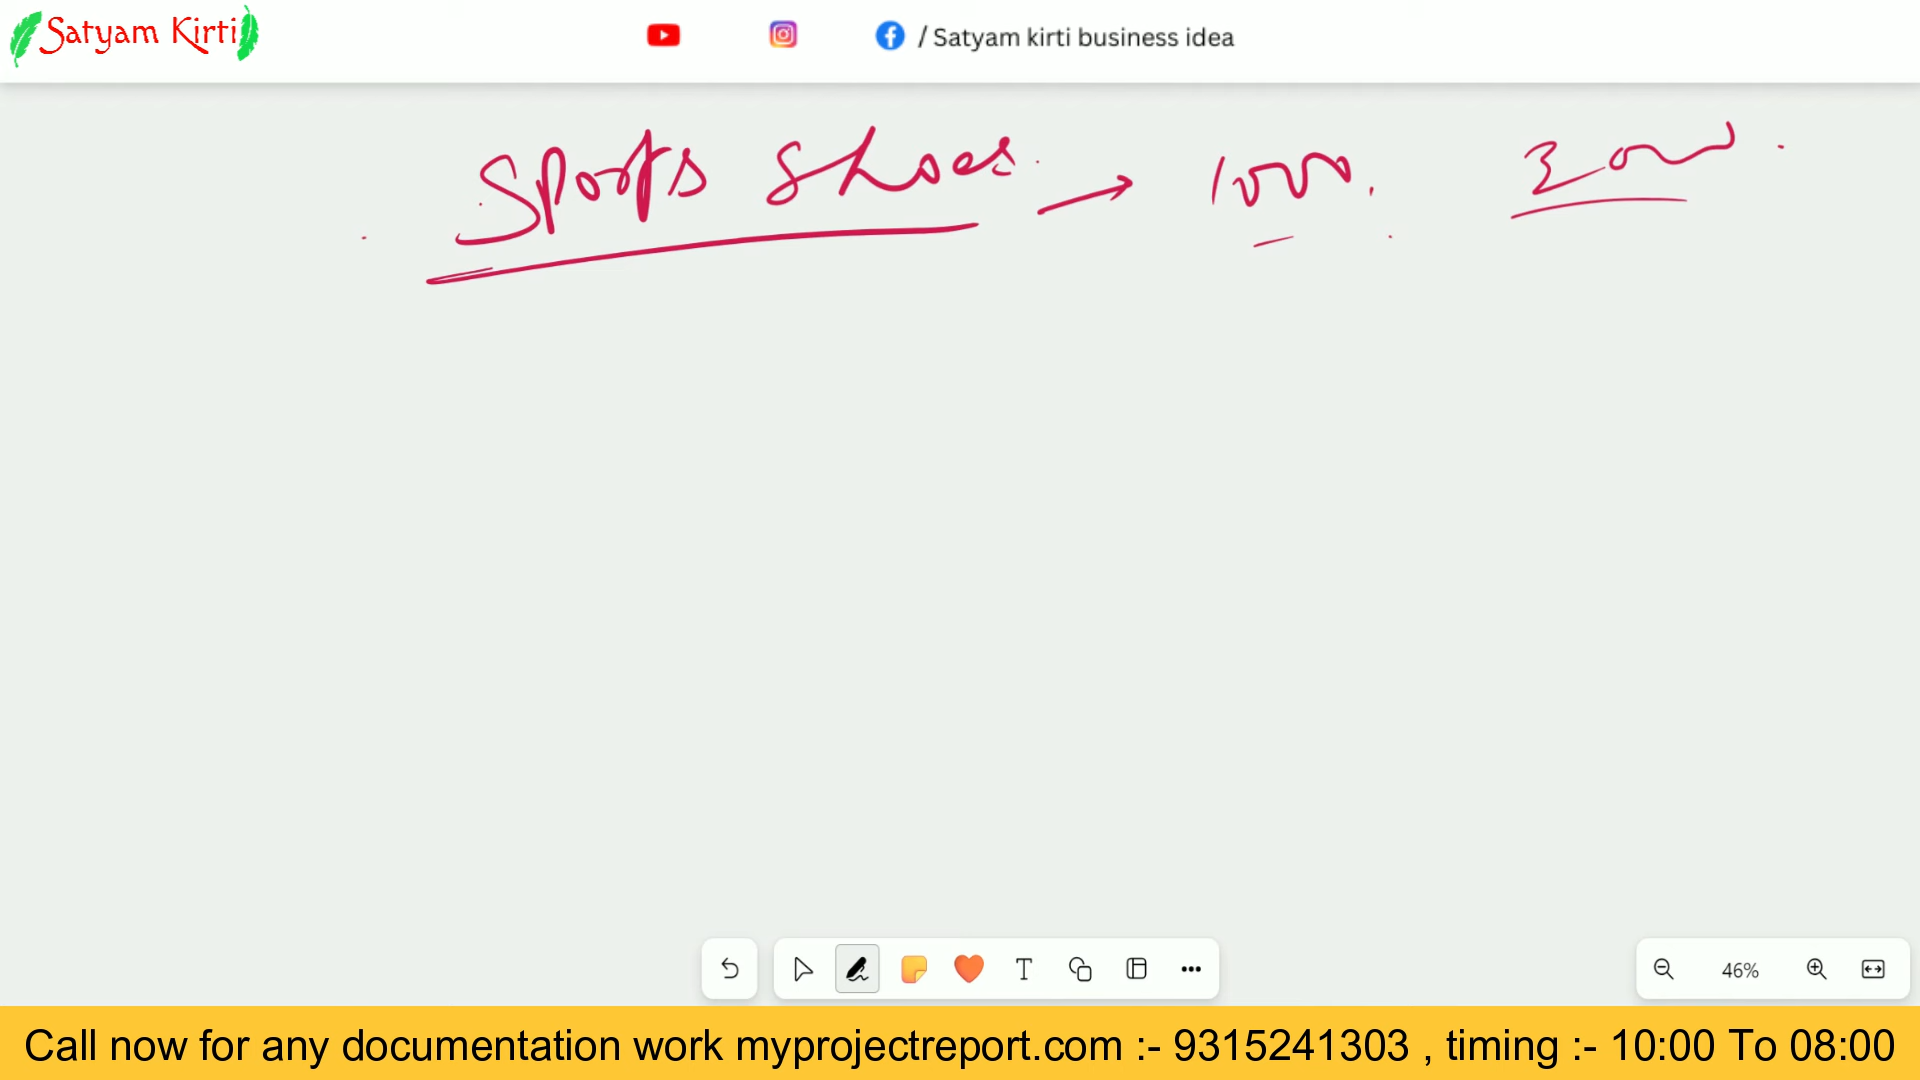 Satyam Kirti
/ Satyam kirti business idea
Sports Shoes. → 1000.
T
46%
Call now for any documentation work myprojectreport.com :- 9315241303 , timing :- 10:00 To 08:00